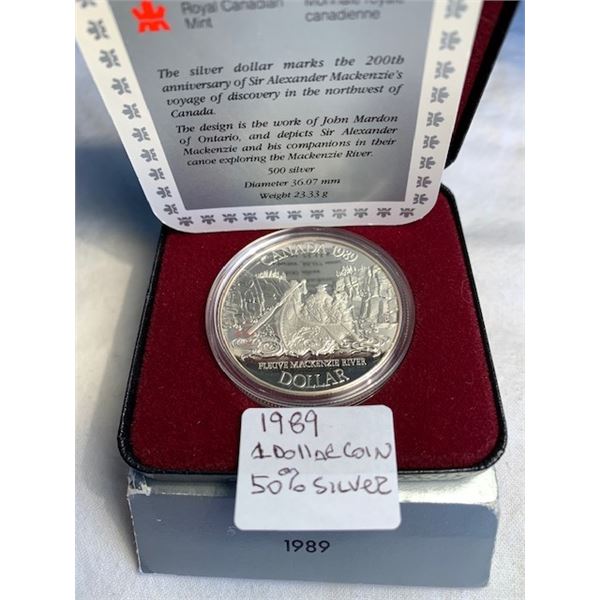 Royal Canadian
Mint
Monnaie royale
canadienne
The silver dollar marks the 200th
anniversary of Sir Alexander Mackenzie's
voyage of discovery in the northwest of
Canada.
The design is the work of John Mardon
of Ontario, and depicts Sir Alexander
Mackenzie and his companions in their
canoe exploring the Mackenzie River.
500 silver
Diameter 36.07 mm
Weight 23.33 g
CANADA 1989
FLEUVE MACKENZIE RIVER
DOLLAR
1989
1 DOLLAR COIN
50% SILVER
1989